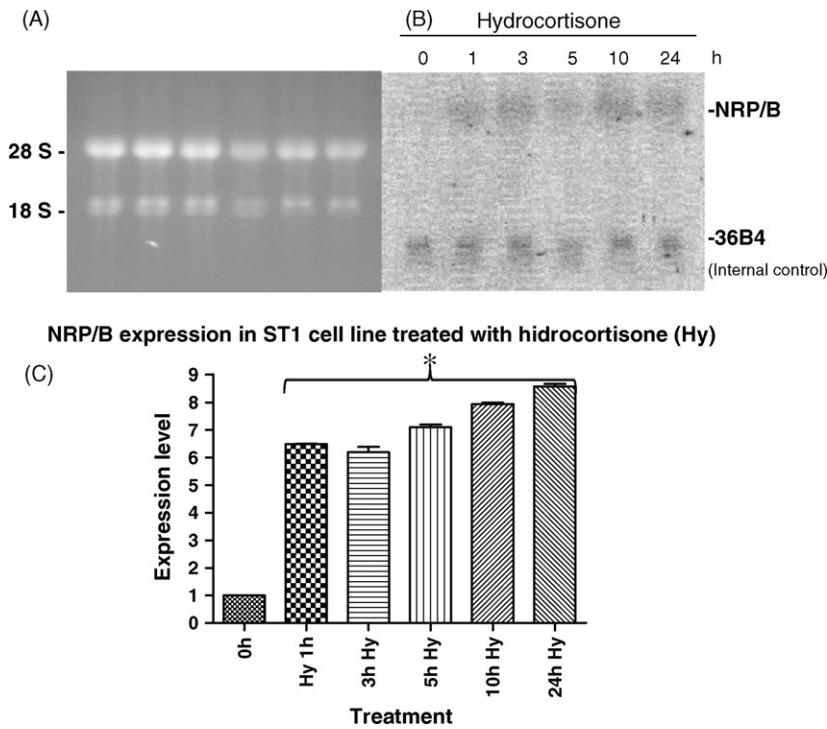 (A)
(B) Hydrocortisone
0 1 3 5 10 24 h
-NRP/B
28 S -
18 S -
-36B4
(Internal control)
NRP/B expression in ST1 cell line treated with hidrocortisone (Hy)
(C)
*
9
8
7
6
5
4
3
2
1
0
Expression level
0h
Hy 1h
3h Hy
5h Hy
10h Hy
24h Hy
Treatment